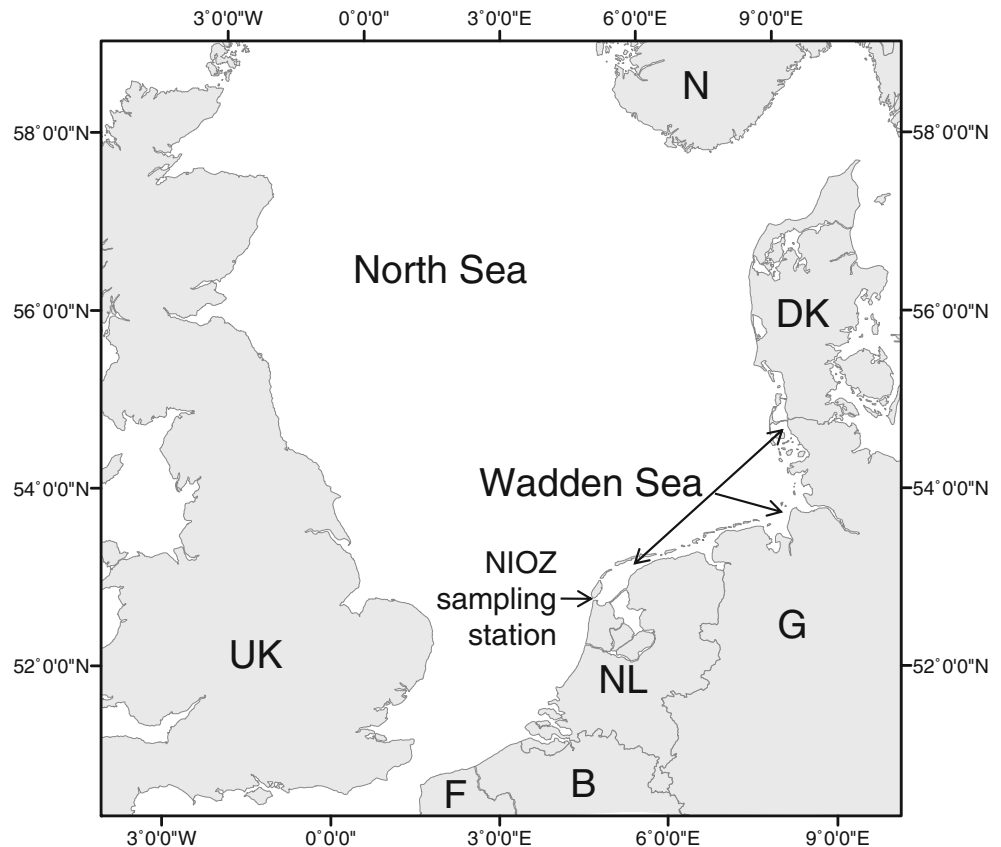 3°0'0"W 0°0'0" 3°0'0"E 6°0'0"E 9°0'0"E
N
58°0'0"N 58°0'0"N
North Sea
56°0'0"N DK 56°0'0"N
Wadden Sea
54°0'0"N 54°0'0"N
NIOZ
sampling
station
G
UK
52°0'0"N NL 52°0'0"N
F B
3°0'0"W 0°0'0" 3°0'0"E 6°0'0"E 9°0'0"E